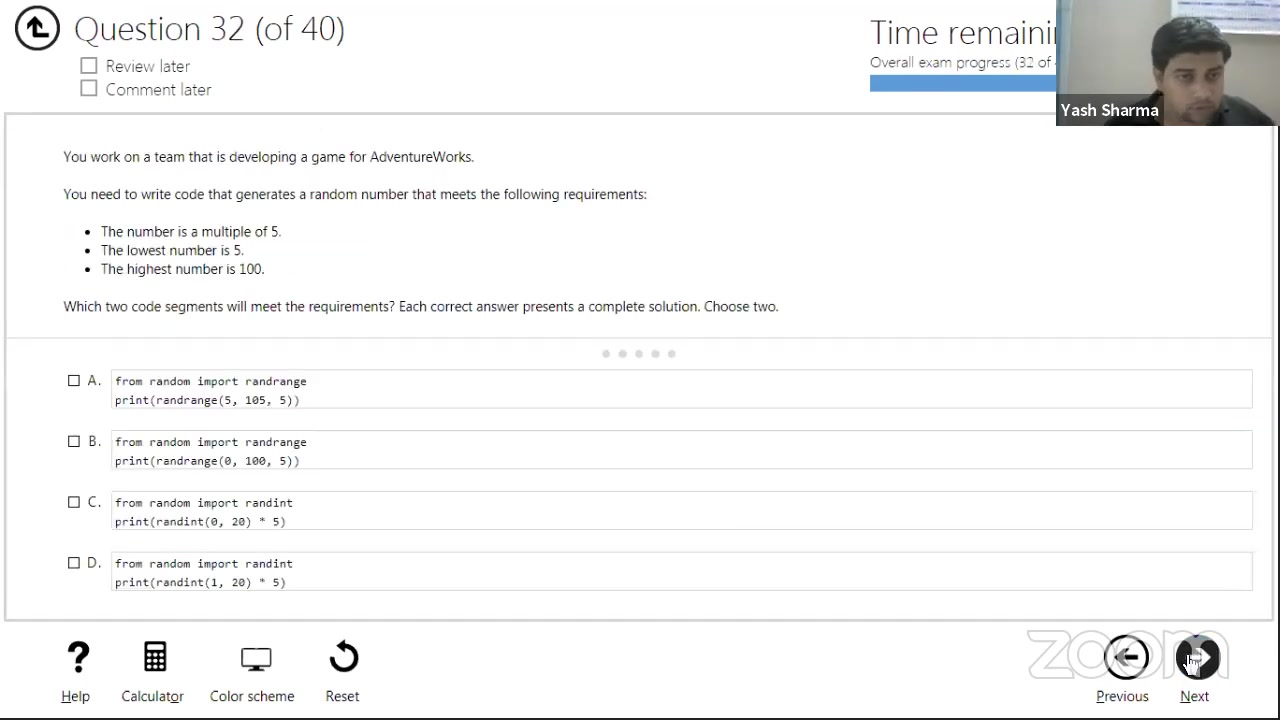 Question 32 (of 40)
Review later
Comment later
Time remaini
Overall exam progress (32 of
Yash Sharma
You work on a team that is developing a game for AdventureWorks.
You need to write code that generates a random number that meets the following requirements:
• The number is a multiple of 5.
• The lowest number is 5.
• The highest number is 100.
Which two code segments will meet the requirements? Each correct answer presents a complete solution. Choose two.
A. from random import randrange
print(randrange(5, 105, 5))
B. from random import randrange
print(randrange(0, 100, 5))
C. from random import randint
print(randint(0, 20) * 5)
D. from random import randint
print(randint(1, 20) * 5)
zoom
? Help
Calculator
Color scheme
Reset
Previous
Next